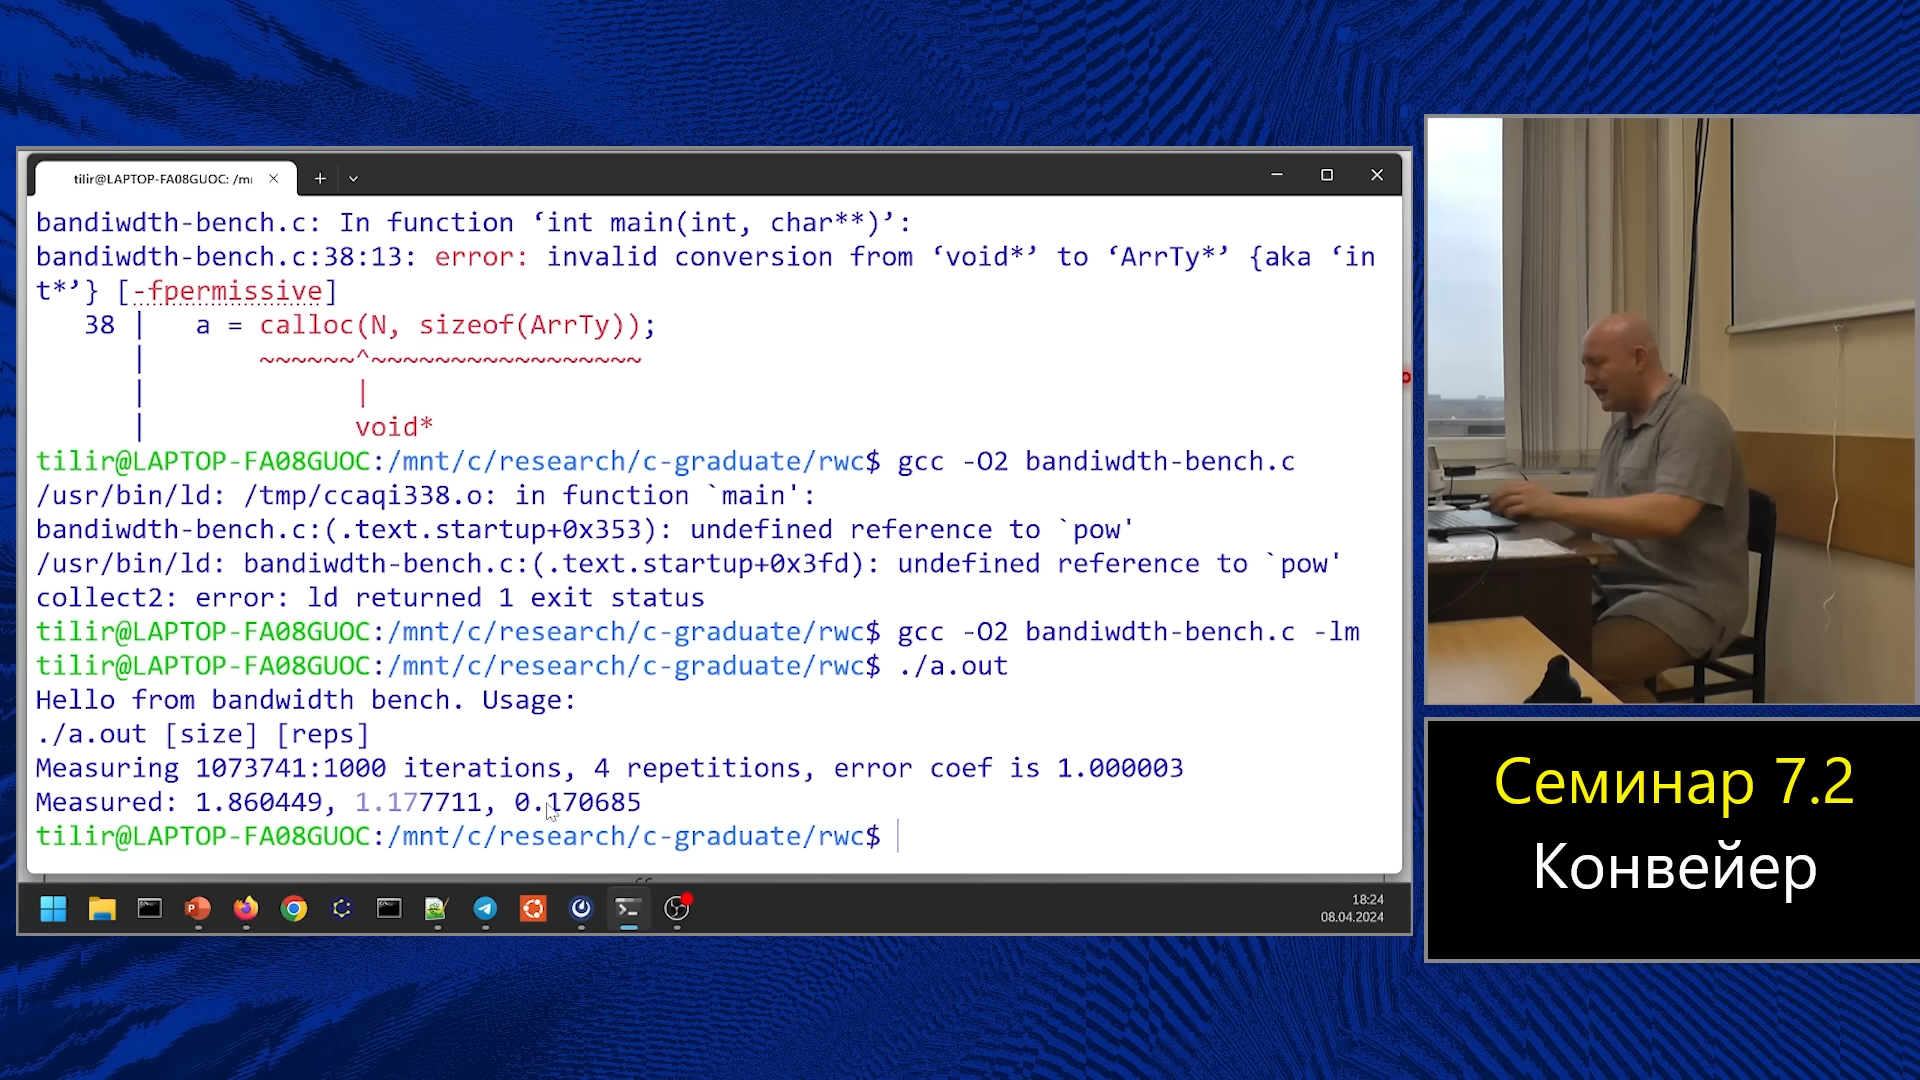 tilir@LAPTOP-FA08GUOC: /mı
bandiwdth-bench.c: In function ‘int main(int, char**)’:
bandiwdth-bench.c:38:13: error: invalid conversion from ‘void*’ to ‘ArrTy*’ {aka ‘in
t*’} [-fpermissive]
38 |   a = calloc(N, sizeof(ArrTy));
|       ~~~~~~^~~~~~~~~~~~~~~~~
|             |
|             void*
tilir@LAPTOP-FA08GUOC:/mnt/c/research/c-graduate/rwc$ gcc -O2 bandiwdth-bench.c
/usr/bin/ld: /tmp/ccaqi338.o: in function `main':
bandiwdth-bench.c:(.text.startup+0x353): undefined reference to `pow'
/usr/bin/ld: bandiwdth-bench.c:(.text.startup+0x3fd): undefined reference to `pow'
collect2: error: ld returned 1 exit status
tilir@LAPTOP-FA08GUOC:/mnt/c/research/c-graduate/rwc$ gcc -O2 bandiwdth-bench.c -lm
tilir@LAPTOP-FA08GUOC:/mnt/c/research/c-graduate/rwc$ ./a.out
Hello from bandwidth bench. Usage:
./a.out [size] [reps]
Measuring 1073741:1000 iterations, 4 repetitions, error coef is 1.000003
Measured: 1.860449, 1.177711, 0.170685
tilir@LAPTOP-FA08GUOC:/mnt/c/research/c-graduate/rwc$
18:24
08.04.2024
Семинар 7.2
Конвейер